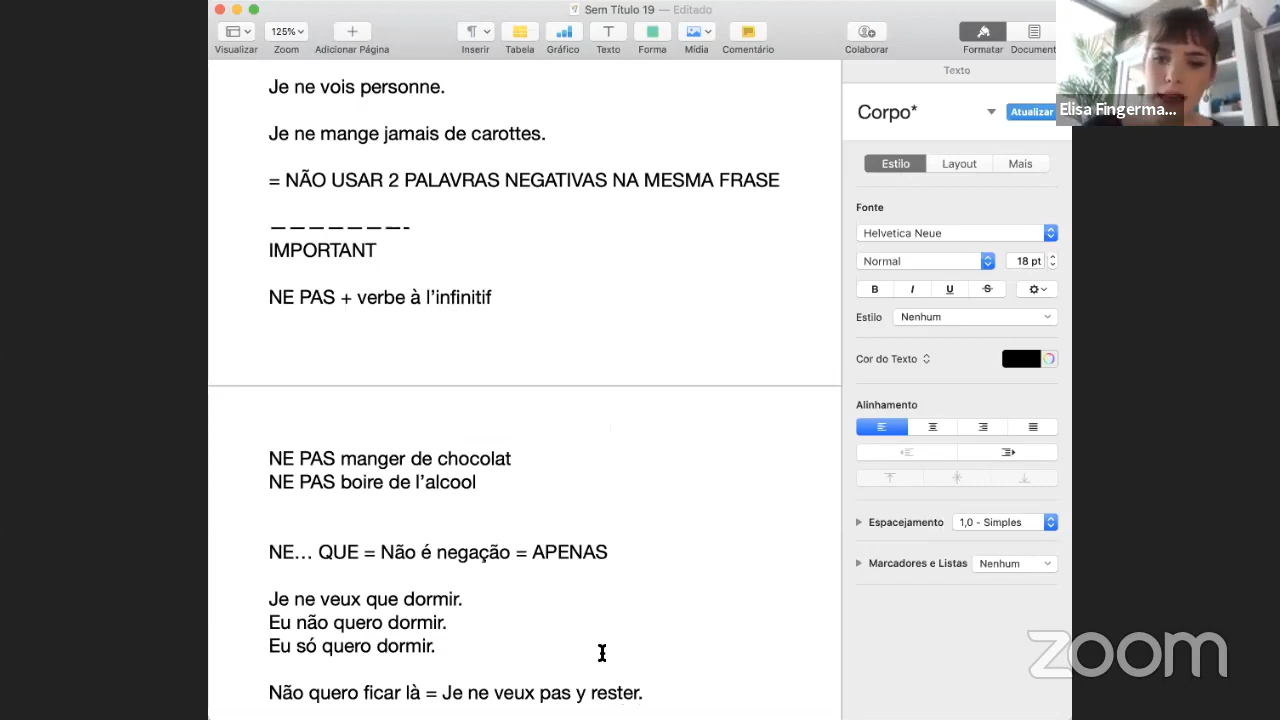 Sem Título 19 — Editado
125%
Visualizar
Zoom
Adicionar Página
Inserir
Tabela
Gráfico
Texto
Forma
Mídia
Comentário
Colaborar
Formatar
Document
Je ne vois personne.
Je ne mange jamais de carottes.
= NÃO USAR 2 PALAVRAS NEGATIVAS NA MESMA FRASE
— — — — — — — -
IMPORTANT
NE PAS + verbe à l’infinitif
NE PAS manger de chocolat
NE PAS boire de l’alcool
NE… QUE = Não é negação = APENAS
Je ne veux que dormir.
Eu não quero dormir.
Eu só quero dormir.
Não quero ficar là = Je ne veux pas y rester.
Texto
Corpo*
Atualizar
Estilo
Layout
Mais
Fonte
Helvetica Neue
Normal
18 pt
B I U S
Estilo
Nenhum
Cor do Texto
Alinhamento
Espacejamento
1,0 - Simples
Marcadores e Listas
Nenhum
Elisa Fingerma...
zoom